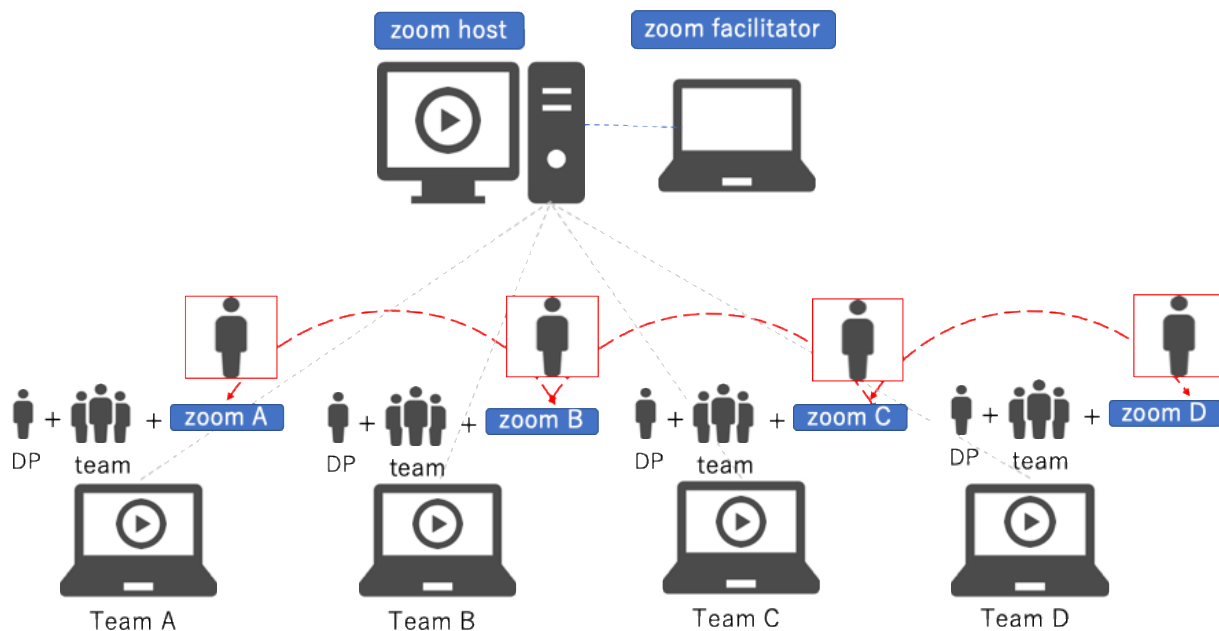 zoom host
zoom facilitator
+ + zoom A
DP team
+ + zoom B
DP team
+ + zoom C
DP team
+ + zoom D
DP team
Team A
Team B
Team C
Team D